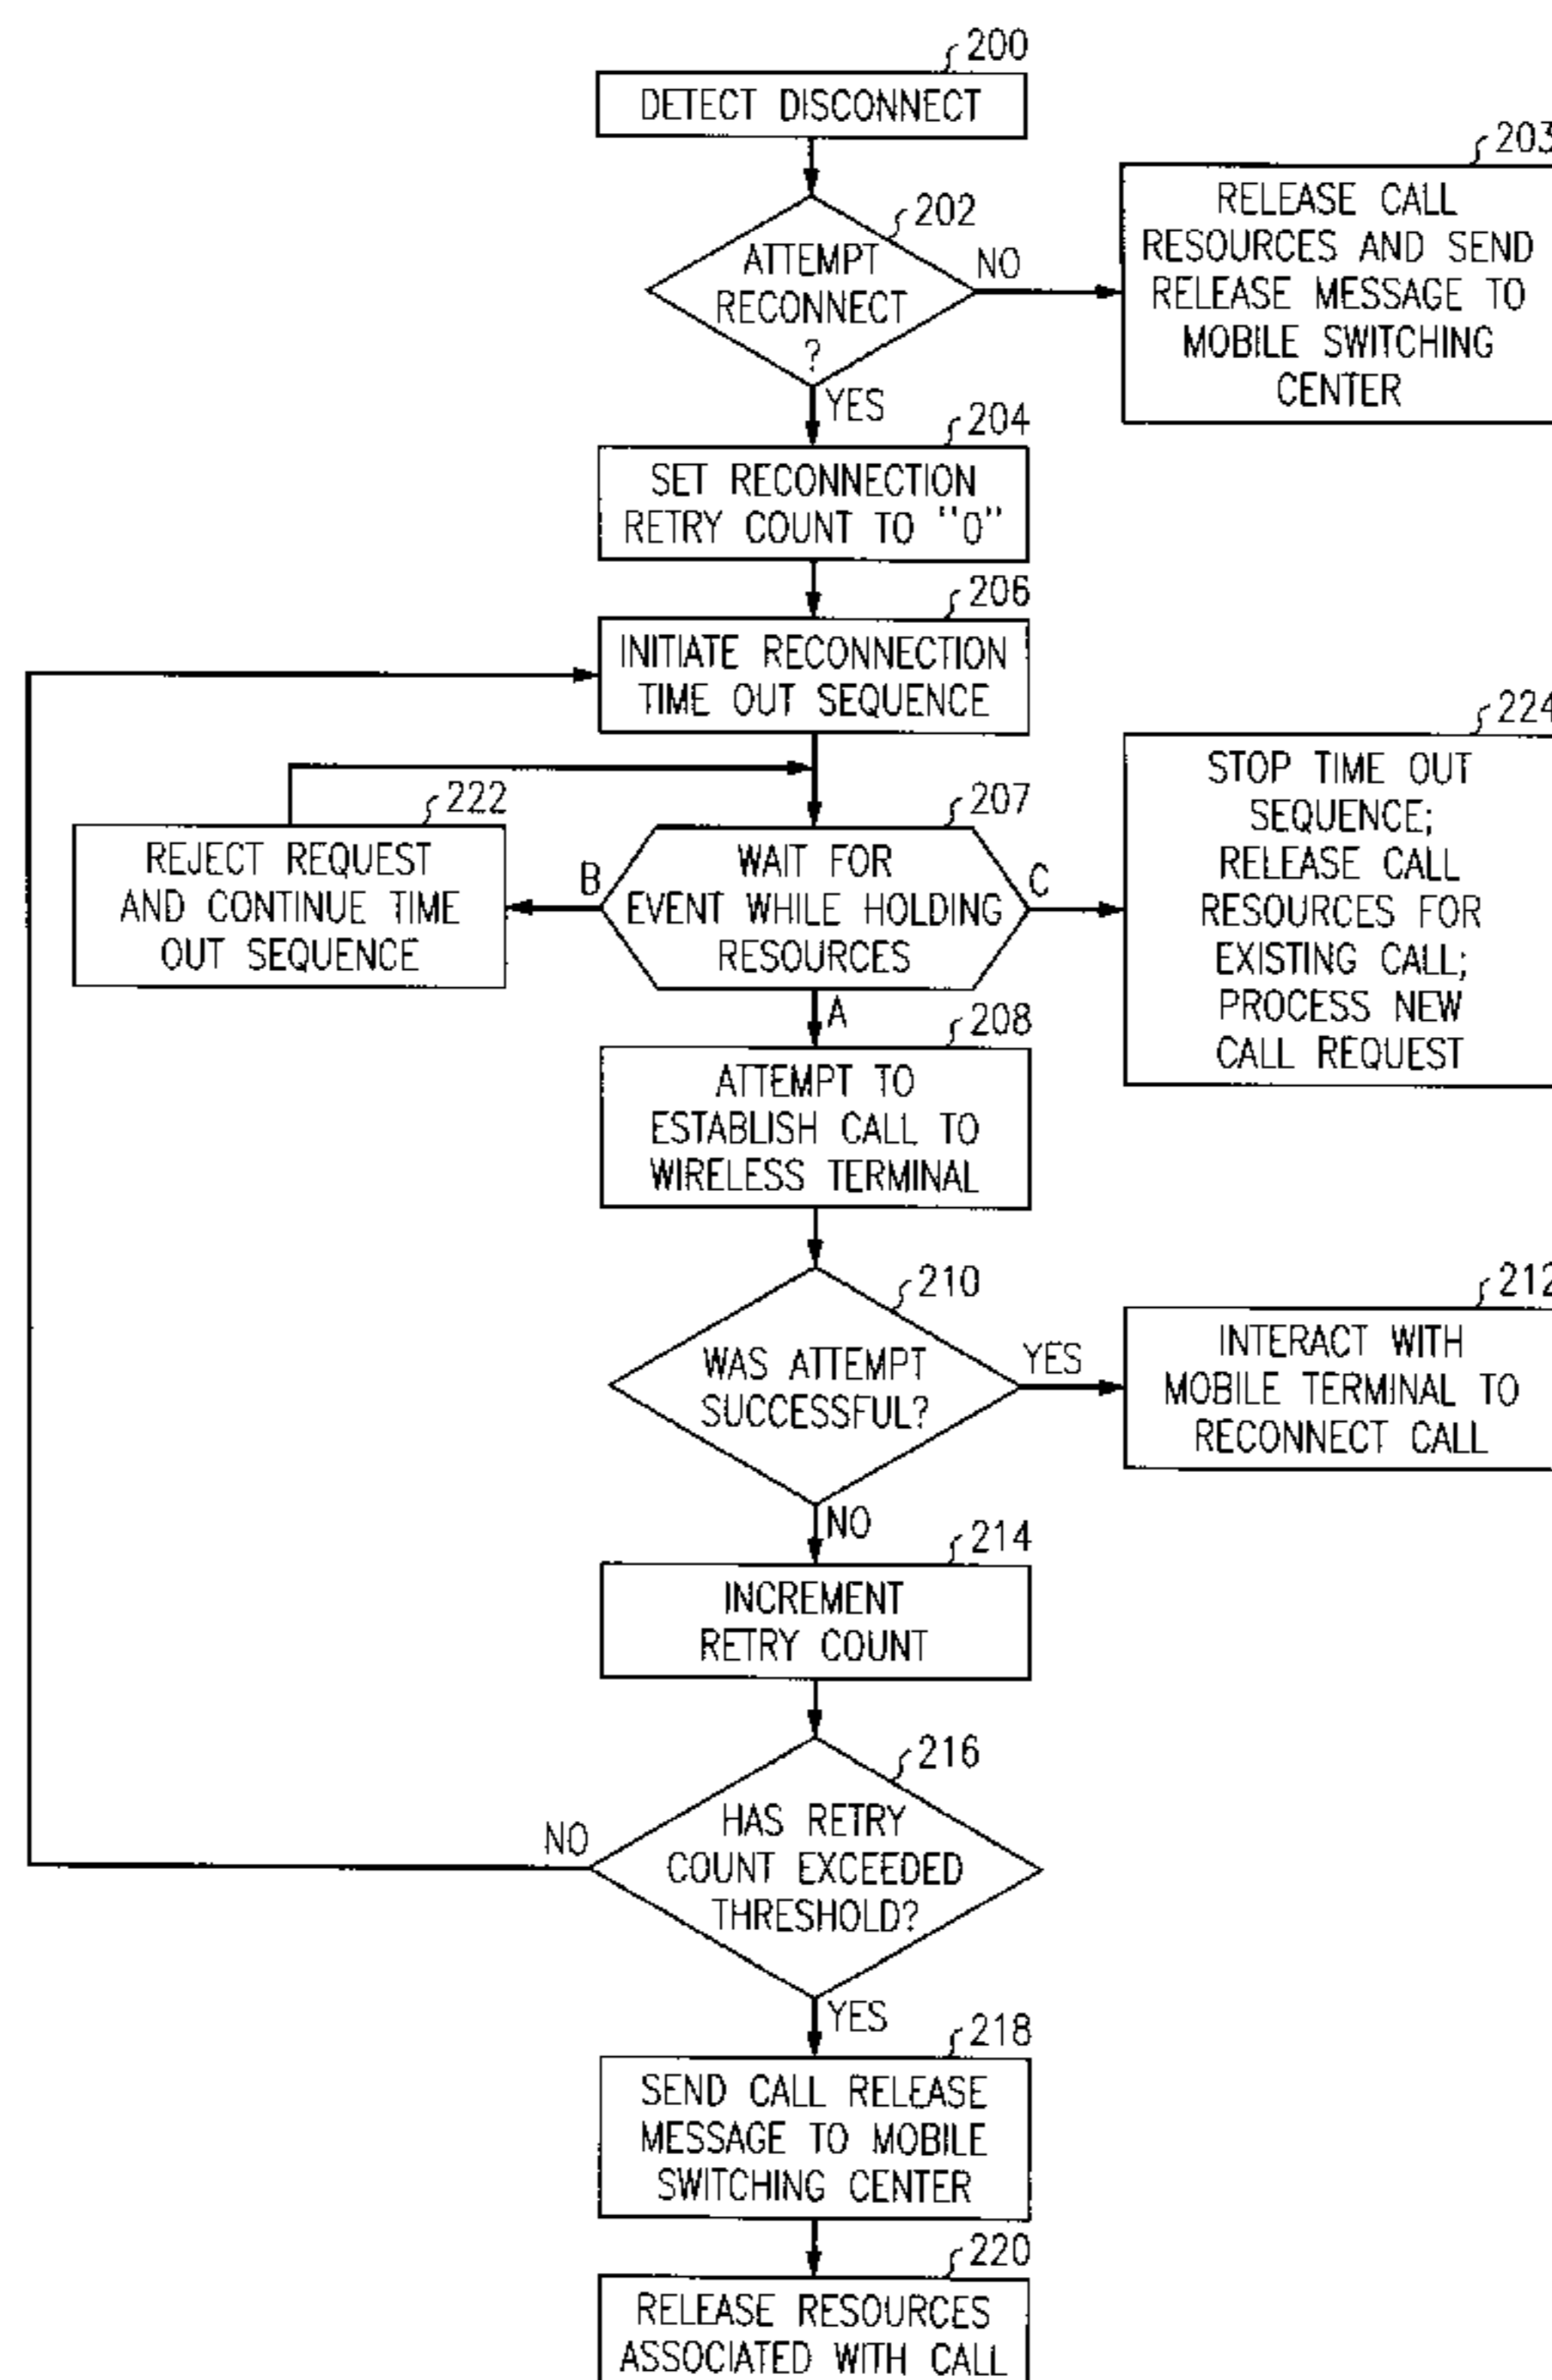 200
DETECT DISCONNECT
203
RELEASE CALL
RESOURCES AND SEND
RELEASE MESSAGE TO
MOBILE SWITCHING
CENTER
202
ATTEMPT
RECONNECT
?
NO
YES
204
SET RECONNECTION
RETRY COUNT TO "0"
206
INITIATE RECONNECTION
TIME OUT SEQUENCE
224
STOP TIME OUT
SEQUENCE;
RELEASE CALL
RESOURCES FOR
EXISTING CALL;
PROCESS NEW
CALL REQUEST
222
REJECT REQUEST
AND CONTINUE TIME
OUT SEQUENCE
207
B
WAIT FOR
EVENT WHILE HOLDING
RESOURCES
C
A
208
ATTEMPT TO
ESTABLISH CALL TO
WIRELESS TERMINAL
210
WAS ATTEMPT
SUCCESSFUL?
YES
212
INTERACT WITH
MOBILE TERMINAL TO
RECONNECT CALL
NO
214
INCREMENT
RETRY COUNT
216
HAS RETRY
COUNT EXCEEDED
THRESHOLD?
NO
YES
218
SEND CALL RELEASE
MESSAGE TO MOBILE
SWITCHING CENTER
220
RELEASE RESOURCES
ASSOCIATED WITH CALL